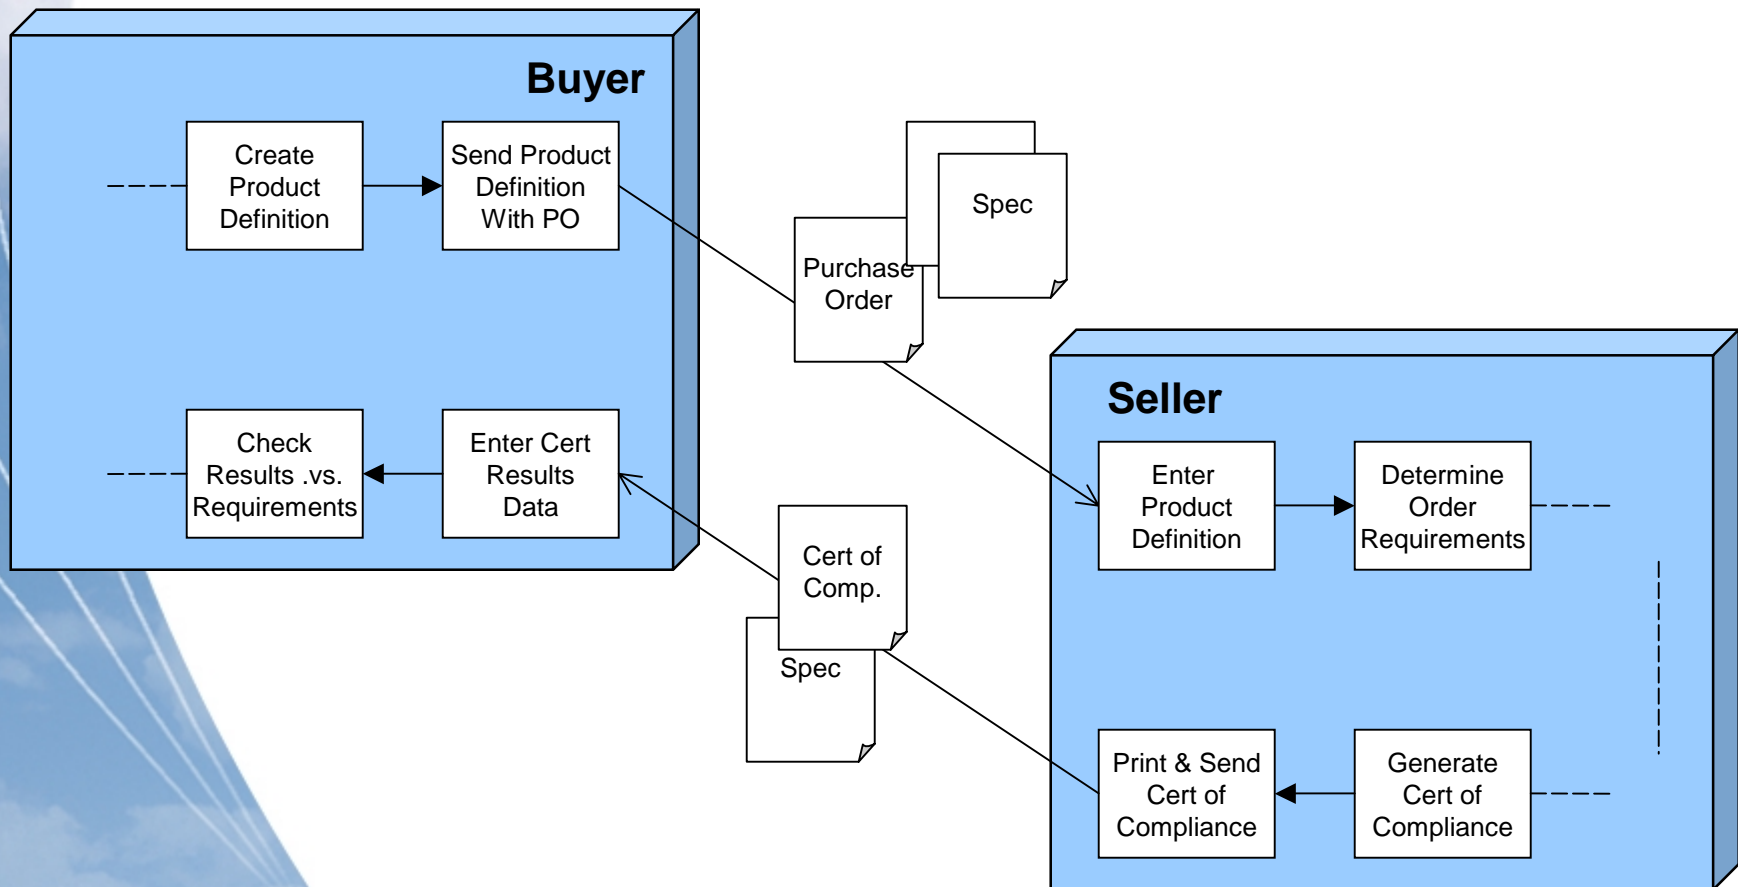 Buyer
Create
Product
Definition
Send Product
Definition
With PO
Spec
Purchase
Order
Seller
Check
Results .vs.
Requirements
Enter Cert
Results
Data
Enter
Product
Definition
Determine
Order
Requirements
Cert of
Comp.
Spec
Print & Send
Cert of
Compliance
Generate
Cert of
Compliance